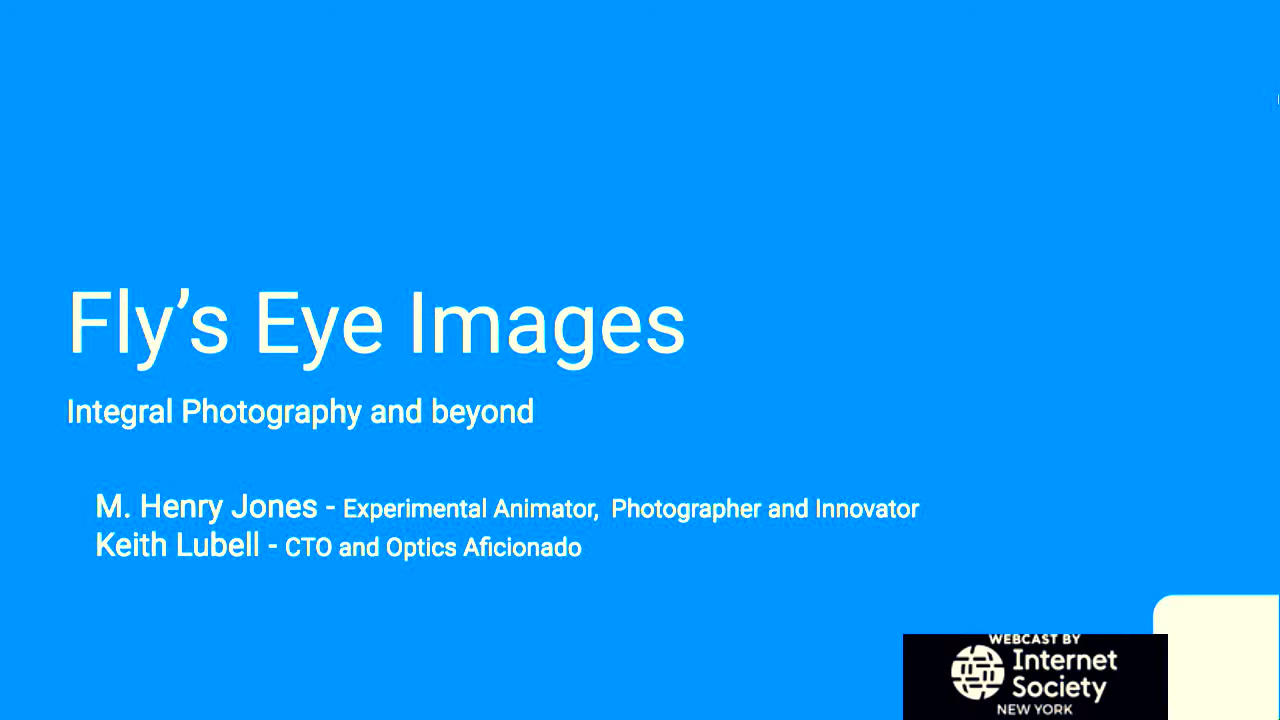 Fly’s Eye Images
Integral Photography and beyond
M. Henry Jones - Experimental Animator, Photographer and Innovator
Keith Lubell - CTO and Optics Aficionado
WEBCAST BY
Internet
Society
NEW YORK